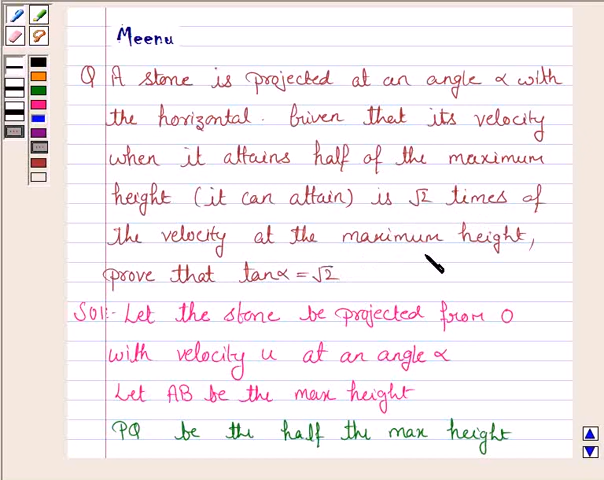 Meenu
Q A stone is projected at an angle α with
the horizontal. Given that its velocity
when it attains half of the maximum
height (it can attain) is √2 times of
the velocity at the maximum height,
prove that tanα = √2
Sol:- Let the stone be projected from O
with velocity u at an angle α
Let AB be the max height
PQ be the half the max height